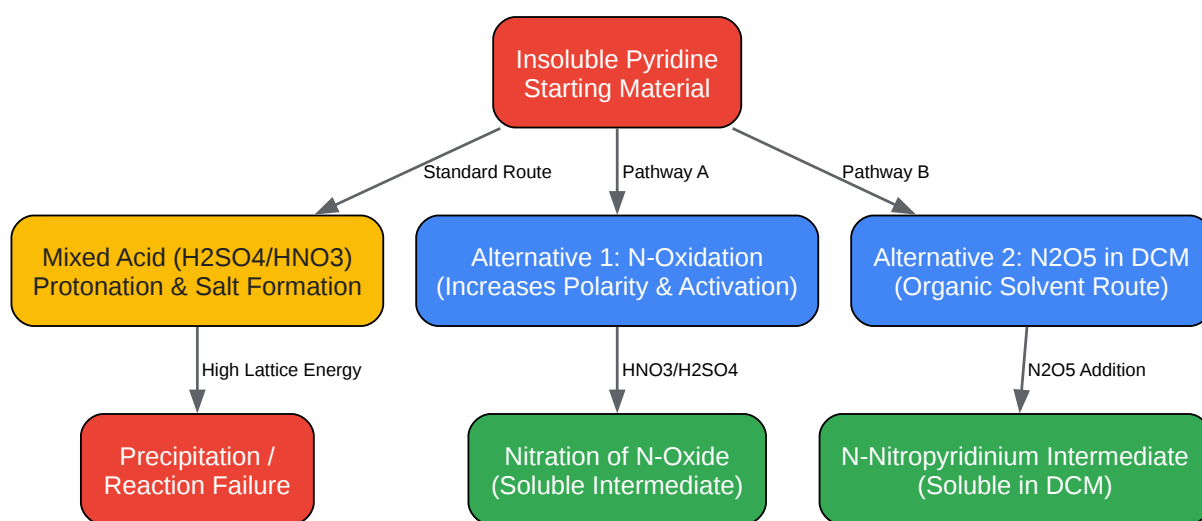 Insoluble Pyridine
Starting Material
Standard Route
Pathway A
Pathway B
Mixed Acid (H2SO4/HNO3)
Protonation & Salt Formation
Alternative 1: N-Oxidation
(Increases Polarity & Activation)
Alternative 2: N2O5 in DCM
(Organic Solvent Route)
High Lattice Energy
HNO3/H2SO4
N2O5 Addition
Precipitation /
Reaction Failure
Nitration of N-Oxide
(Soluble Intermediate)
N-Nitropyridinium Intermediate
(Soluble in DCM)